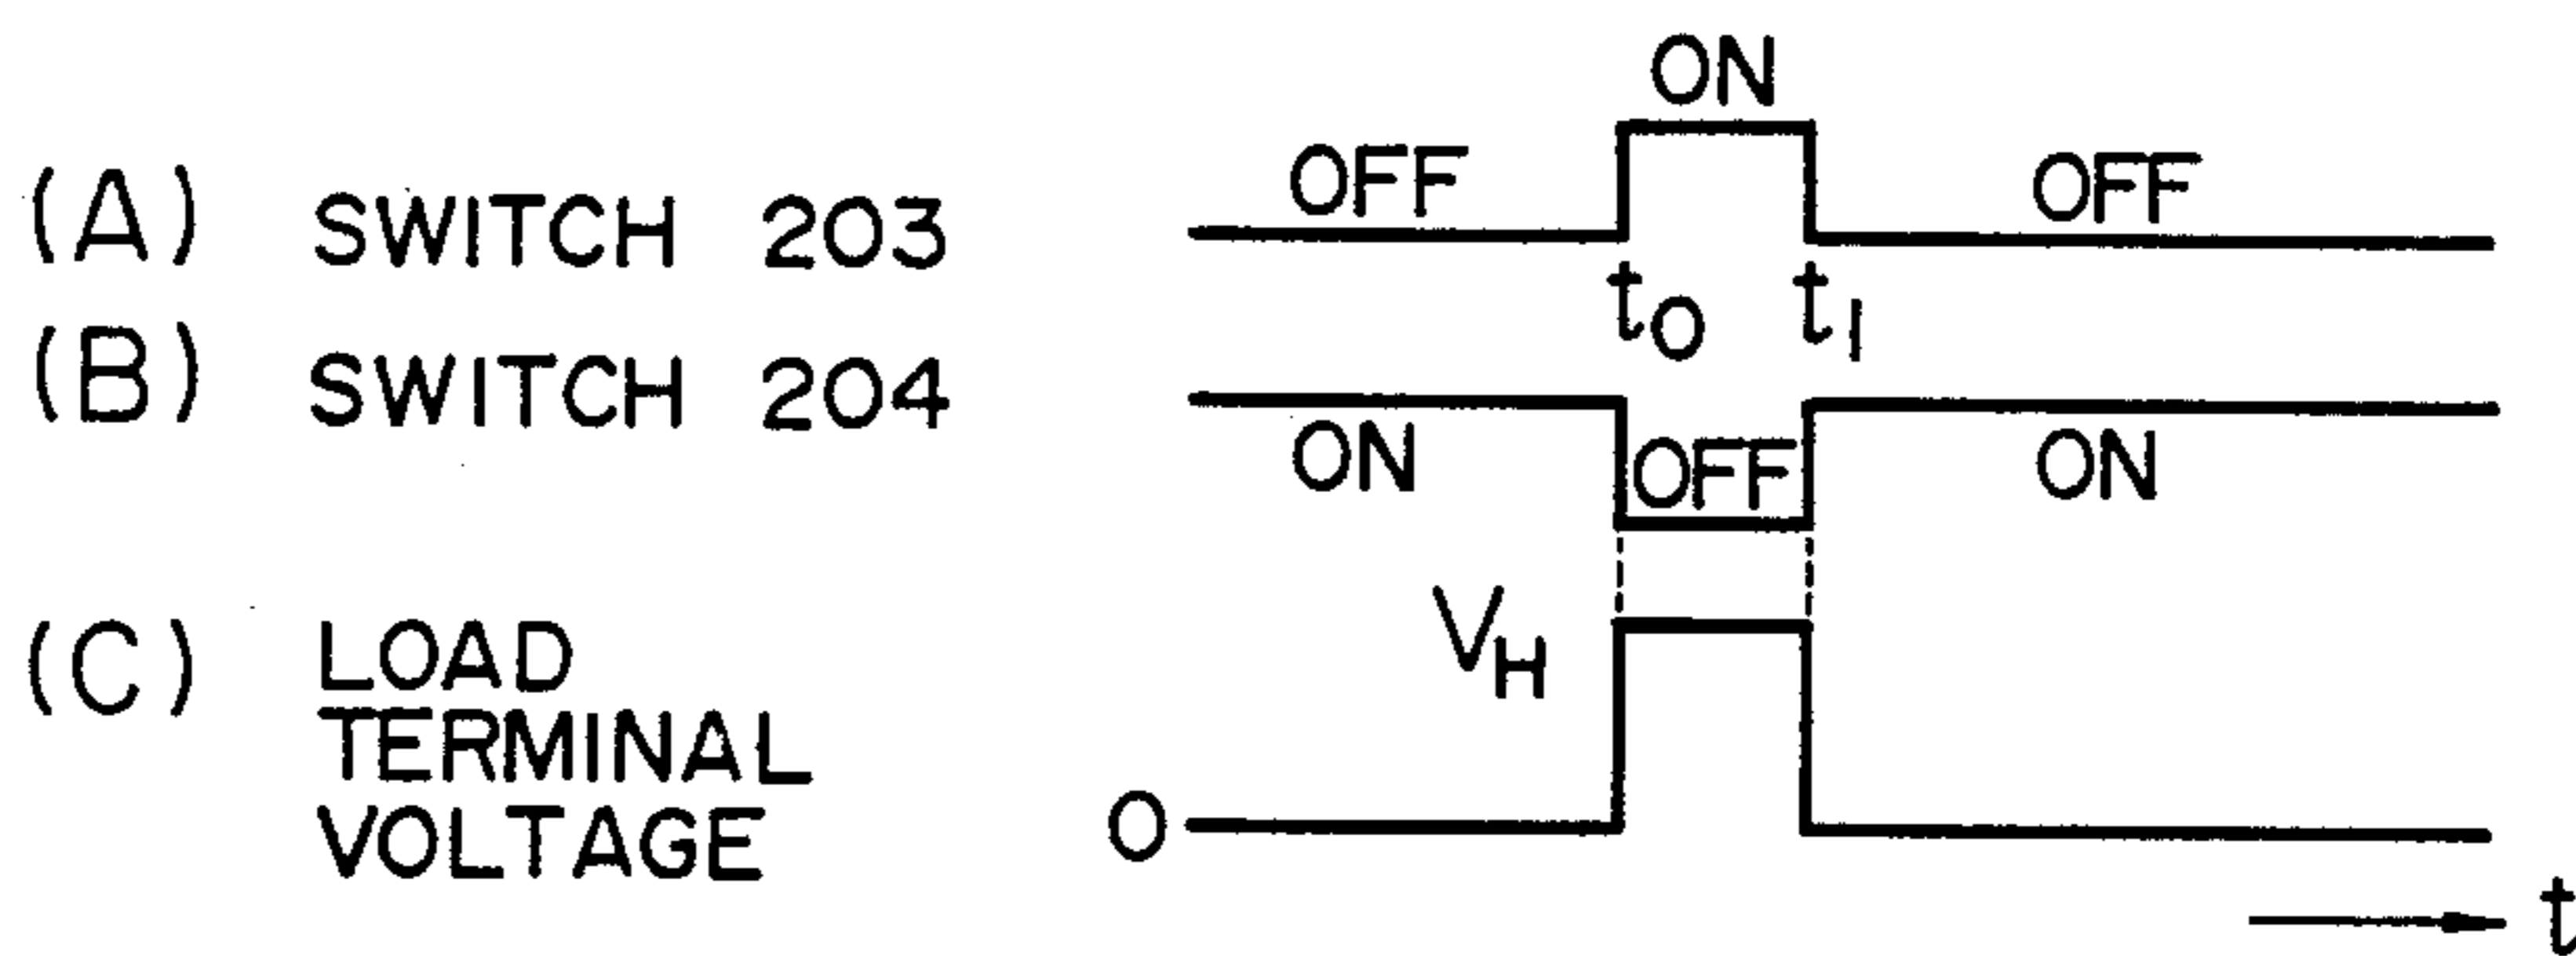 ON
(A) SWITCH 203 OFF OFF
t0 t1
(B) SWITCH 204
ON OFF ON
VH
(C) LOAD
TERMINAL
VOLTAGE 0
t